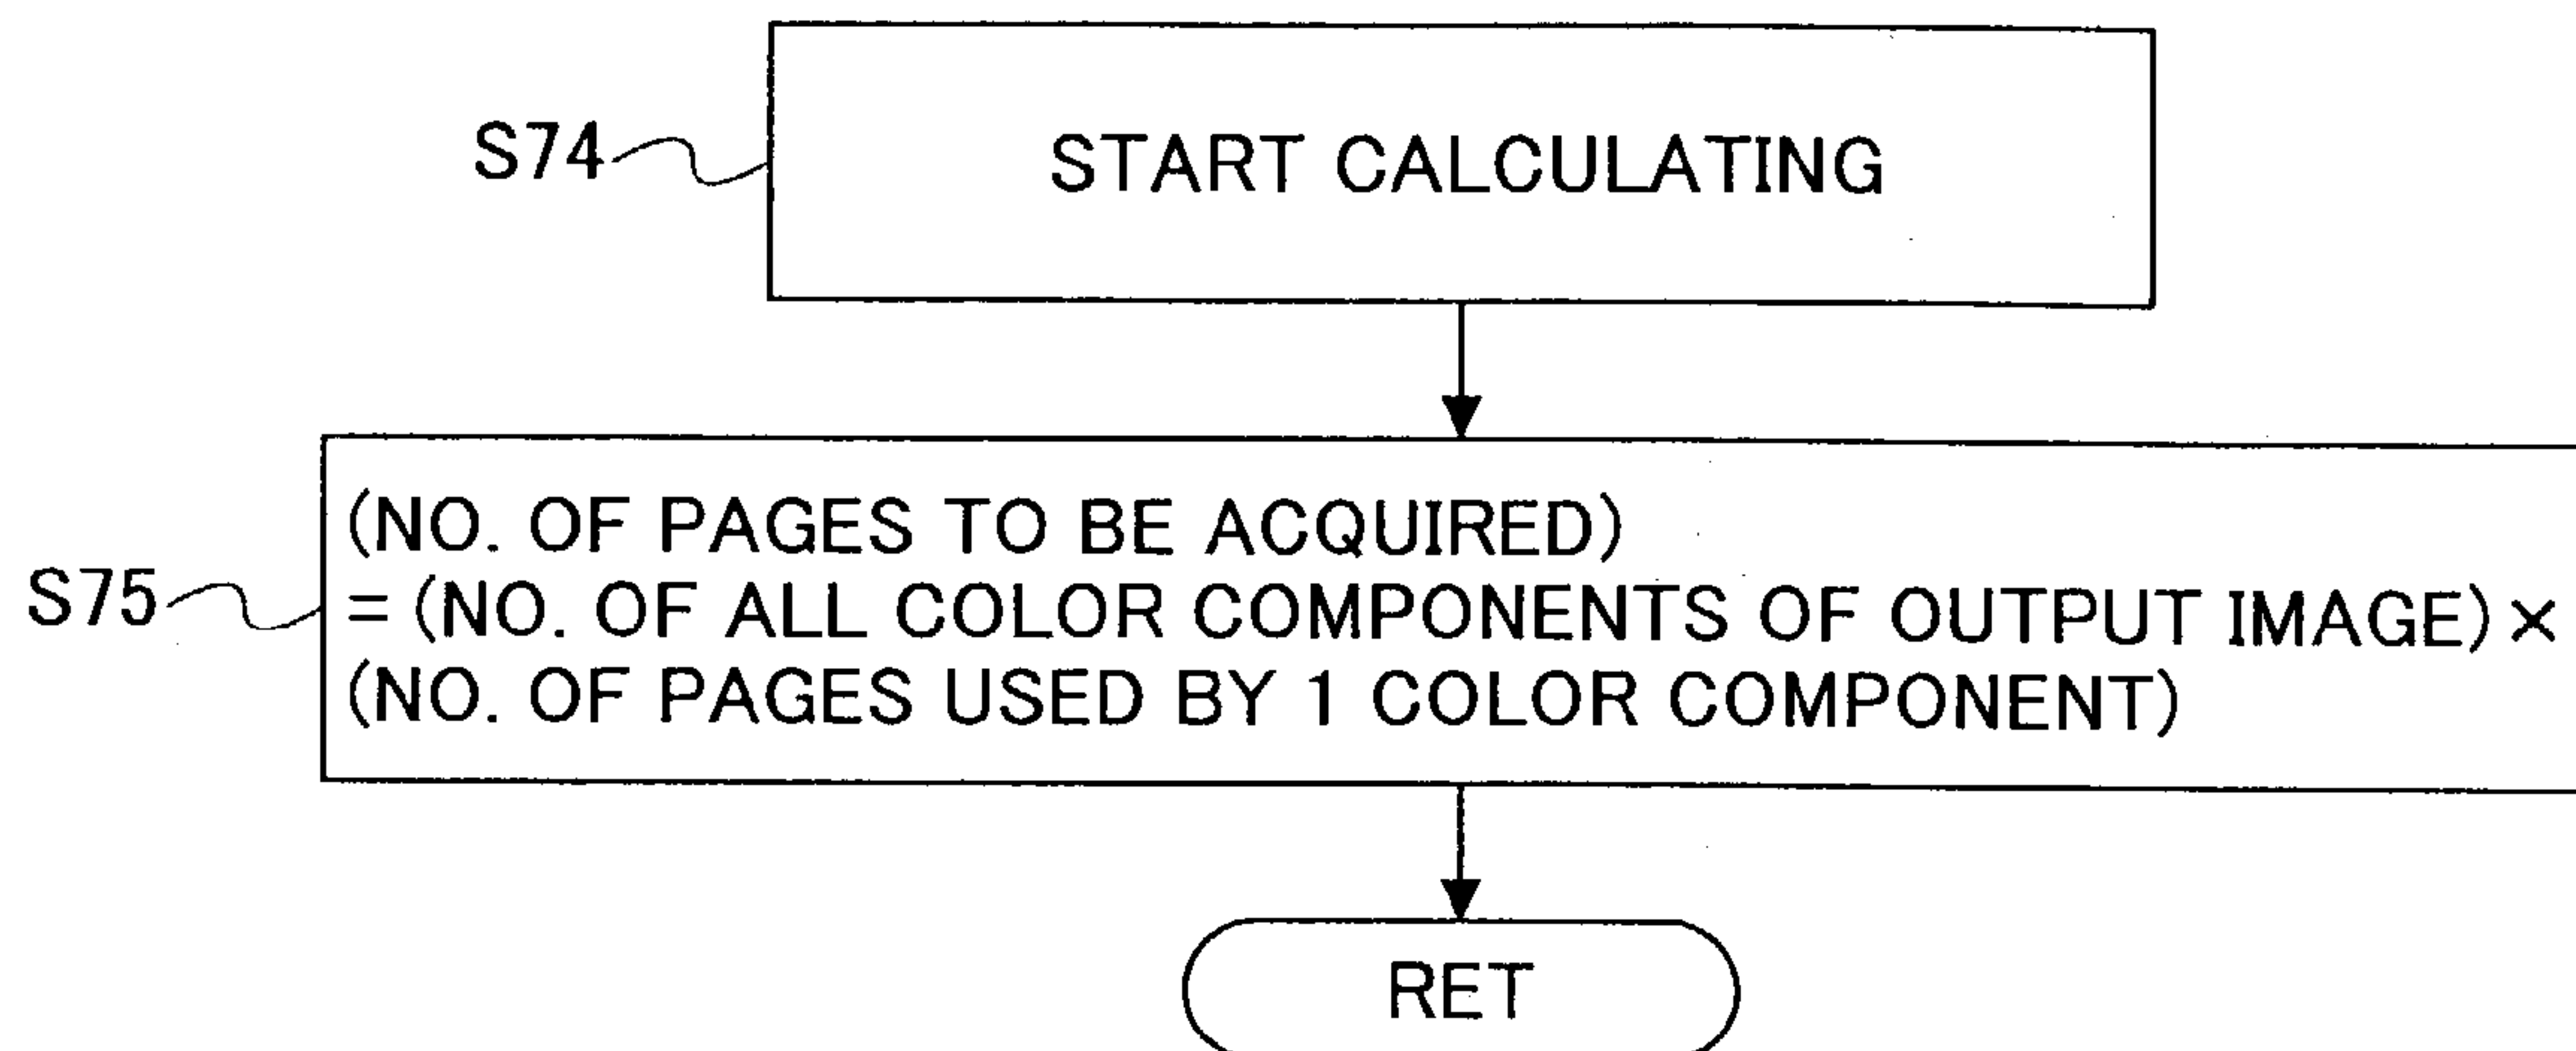 S74
START CALCULATING
S75
(NO. OF PAGES TO BE ACQUIRED)
= (NO. OF ALL COLOR COMPONENTS OF OUTPUT IMAGE) ×
(NO. OF PAGES USED BY 1 COLOR COMPONENT)
RET